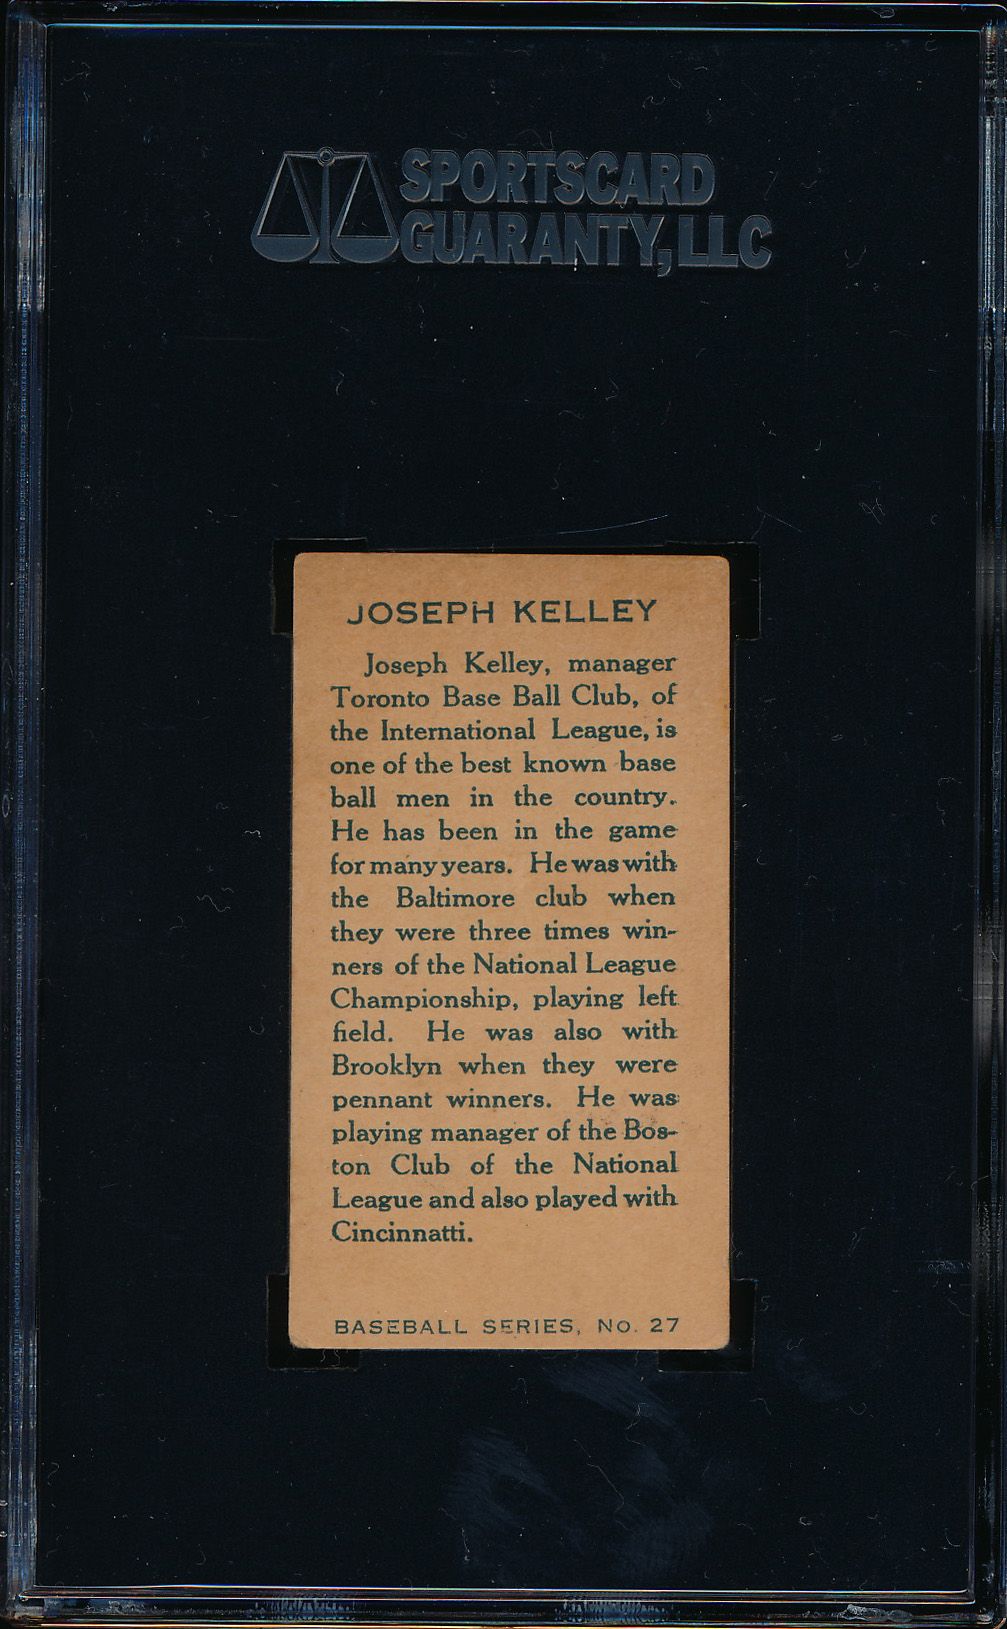 SPORTSCARD
GUARANTY, LLC
JOSEPH KELLEY
Joseph Kelley, manager
Toronto Base Ball Club, of
the International League, is
one of the best known base
ball men in the country.
He has been in the game
for many years. He was with
the Baltimore club when
they were three times win-
ners of the National League
Championship, playing left
field. He was also with
Brooklyn when they were
pennant winners. He was
playing manager of the Bos-
ton Club of the National
League and also played with
Cincinnatti.
BASEBALL SERIES, No. 27